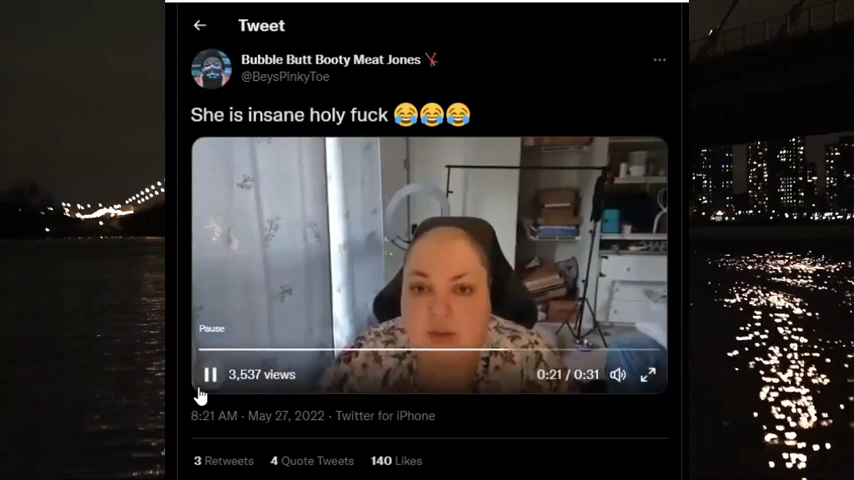 Tweet
Bubble Butt Booty Meat Jones
@BeysPinkyToe
She is insane holy fuck 😂😂😂
Pause
3,537 views
0:21 / 0:31
8:21 AM · May 27, 2022 · Twitter for iPhone
3 Retweets 4 Quote Tweets 140 Likes